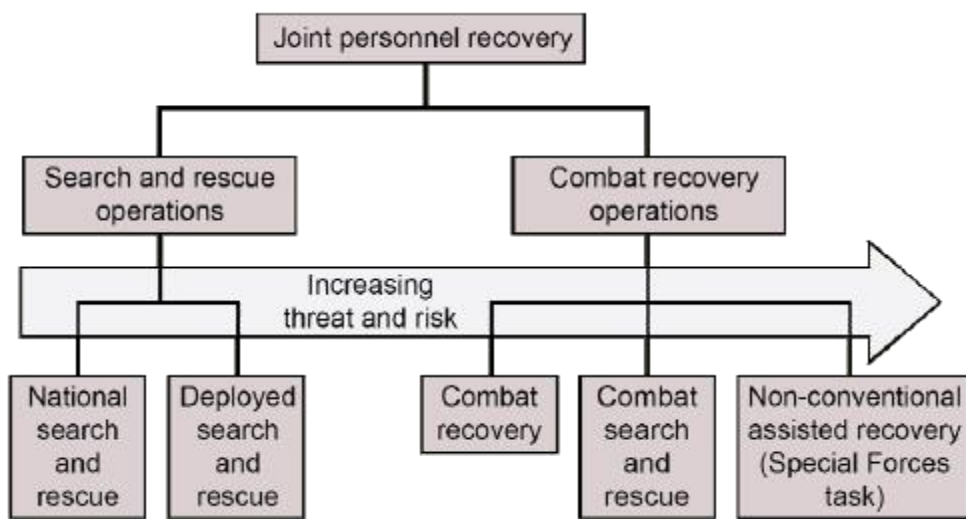 Joint personnel recovery
Search and rescue
operations
Combat recovery
operations
Increasing
threat and risk
National
search
and
rescue
Deployed
search
and
rescue
Combat
recovery
Combat
search
and
rescue
Non-conventional
assisted recovery
(Special Forces
task)